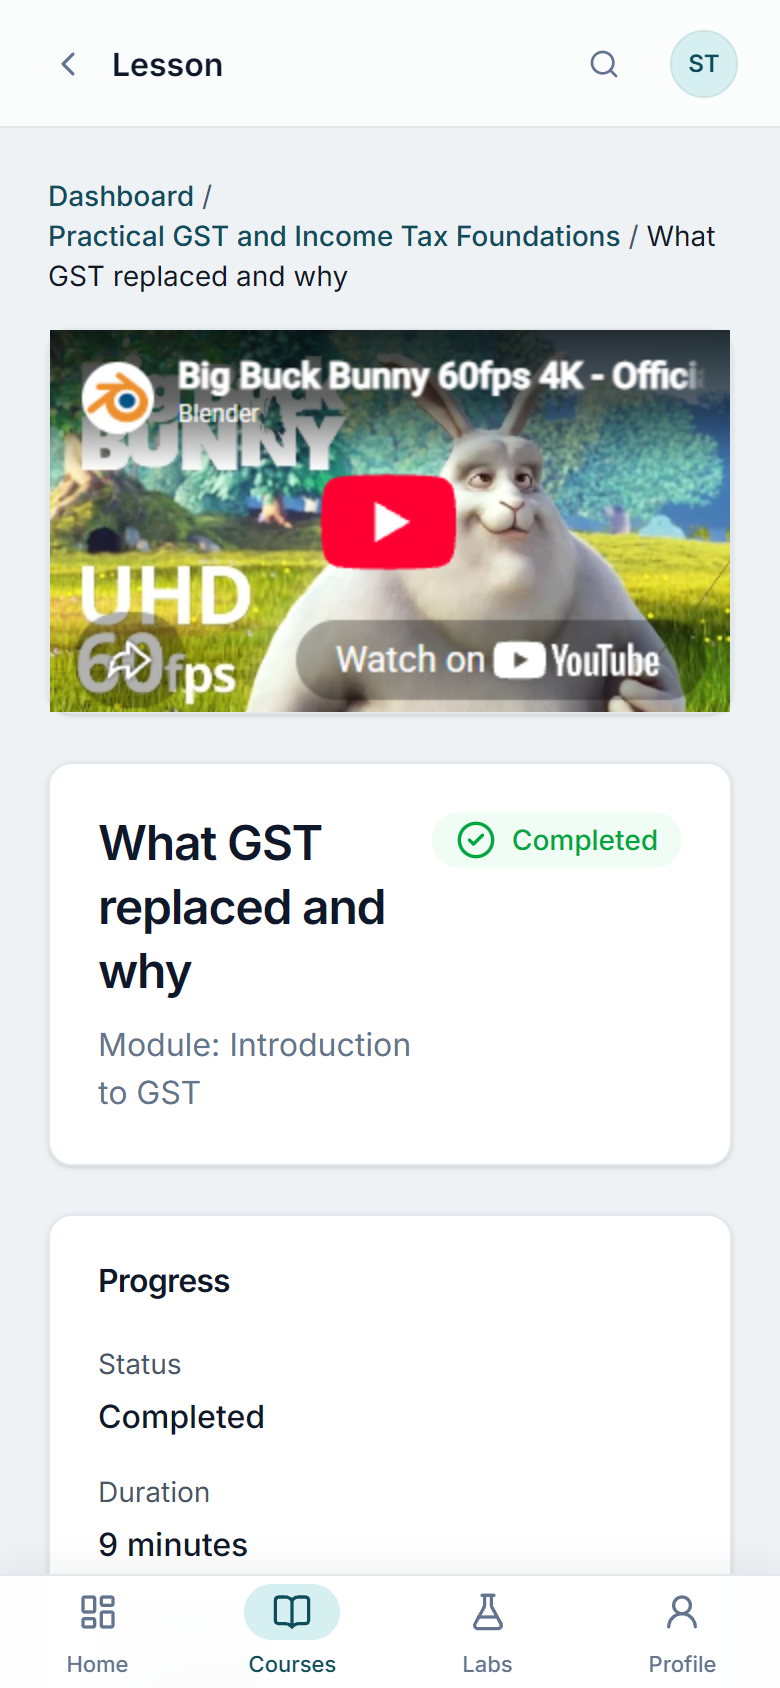 Lesson
ST
Dashboard /
Practical GST and Income Tax Foundations / What
GST replaced and why
Big Buck Bunny 60fps 4K - Offici
Blender
BUNNY
UHD
60fps
Watch on YouTube
What GST
replaced and
why
Completed
Module: Introduction
to GST
Progress
Status
Completed
Duration
9 minutes
Home
Courses
Labs
Profile